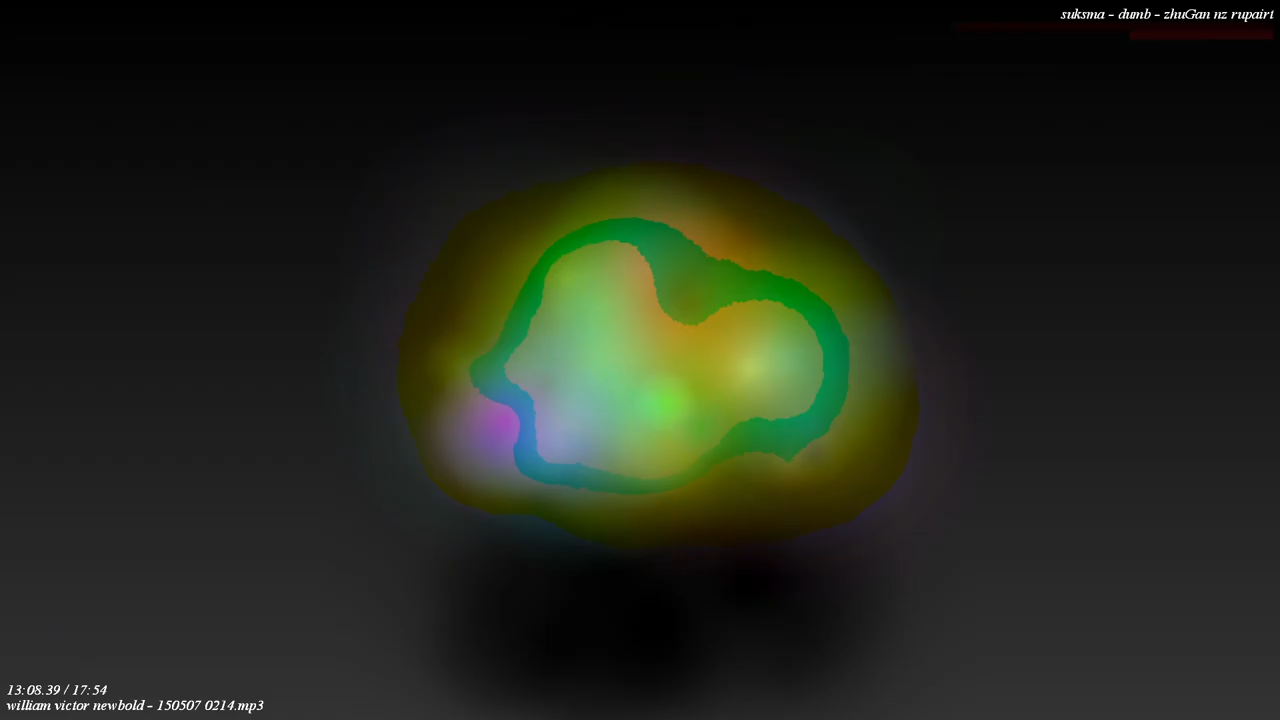 suksma - dumb - zhuGan nz rupairt
13:08.39 / 17:54
william victor newbold - 150507 0214.mp3